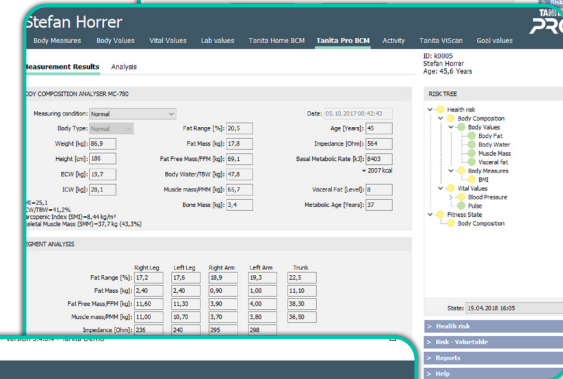 Stefan Horrer
Body Measures Body Values Vital Values Lab values Tanita Home BCM Tanita Pro BCM Activity Tanita ViScan Goal values
PRO
ID: k0005
Stefan Horrer
Age: 45,6 Years
Measurement Results Analysis
BODY COMPOSITION ANALYSER MC-780
Measuring condition: Normal Date: 05.10.2017 08:42:43
Body Type: Normal Fat Range [%]: 20,5 Age [Years]: 45
Weight [kg]: 86,9 Fat Mass [kg]: 17,8 Impedance [Ohm]: 564
Height [cm]: 186 Fat Free Mass/FFM [kg]: 69,1 Basal Metabolic Rate [kJ]: 8403
= 2007 kcal
ECW [kg]: 19,7 Body Water/TBW [kg]: 47,8
ICW [kg]: 28,1 Muscle mass/PMM [kg]: 65,7 Visceral Fat [Level]: 8
Bone Mass [kg]: 3,4 Metabolic Age [Years]: 37
MI=25,1
CW/TBW=41,2%
arcopenic Index (SMI)=8,44 kg/m²
keletal Muscle Mass (SMM)=37,7 kg (43,3%)
EGMENT ANALYSIS
Right Leg Left Leg Right Arm Left Arm Trunk
Fat Range [%]: 17,2 17,6 18,9 19,3 22,5
Fat Mass [kg]: 2,40 2,40 0,90 1,00 11,10
Fat Free Mass/FFM [kg]: 11,60 11,30 3,90 4,00 38,30
Muscle mass/PMM [kg]: 11,00 10,70 3,70 3,80 36,50
Impedance [Ohm]: 236 240 295 298
RISK TREE
Health risk
Body Composition
Body Values
Body Fat
Body Water
Muscle Mass
Visceral fat
Body Measures
BMI
Vital Values
Blood Pressure
Pulse
Fitness State
Body Composition
State: 19.04.2018 16:05
> Health risk
> Risk - Valuetable
> Reports
> Help